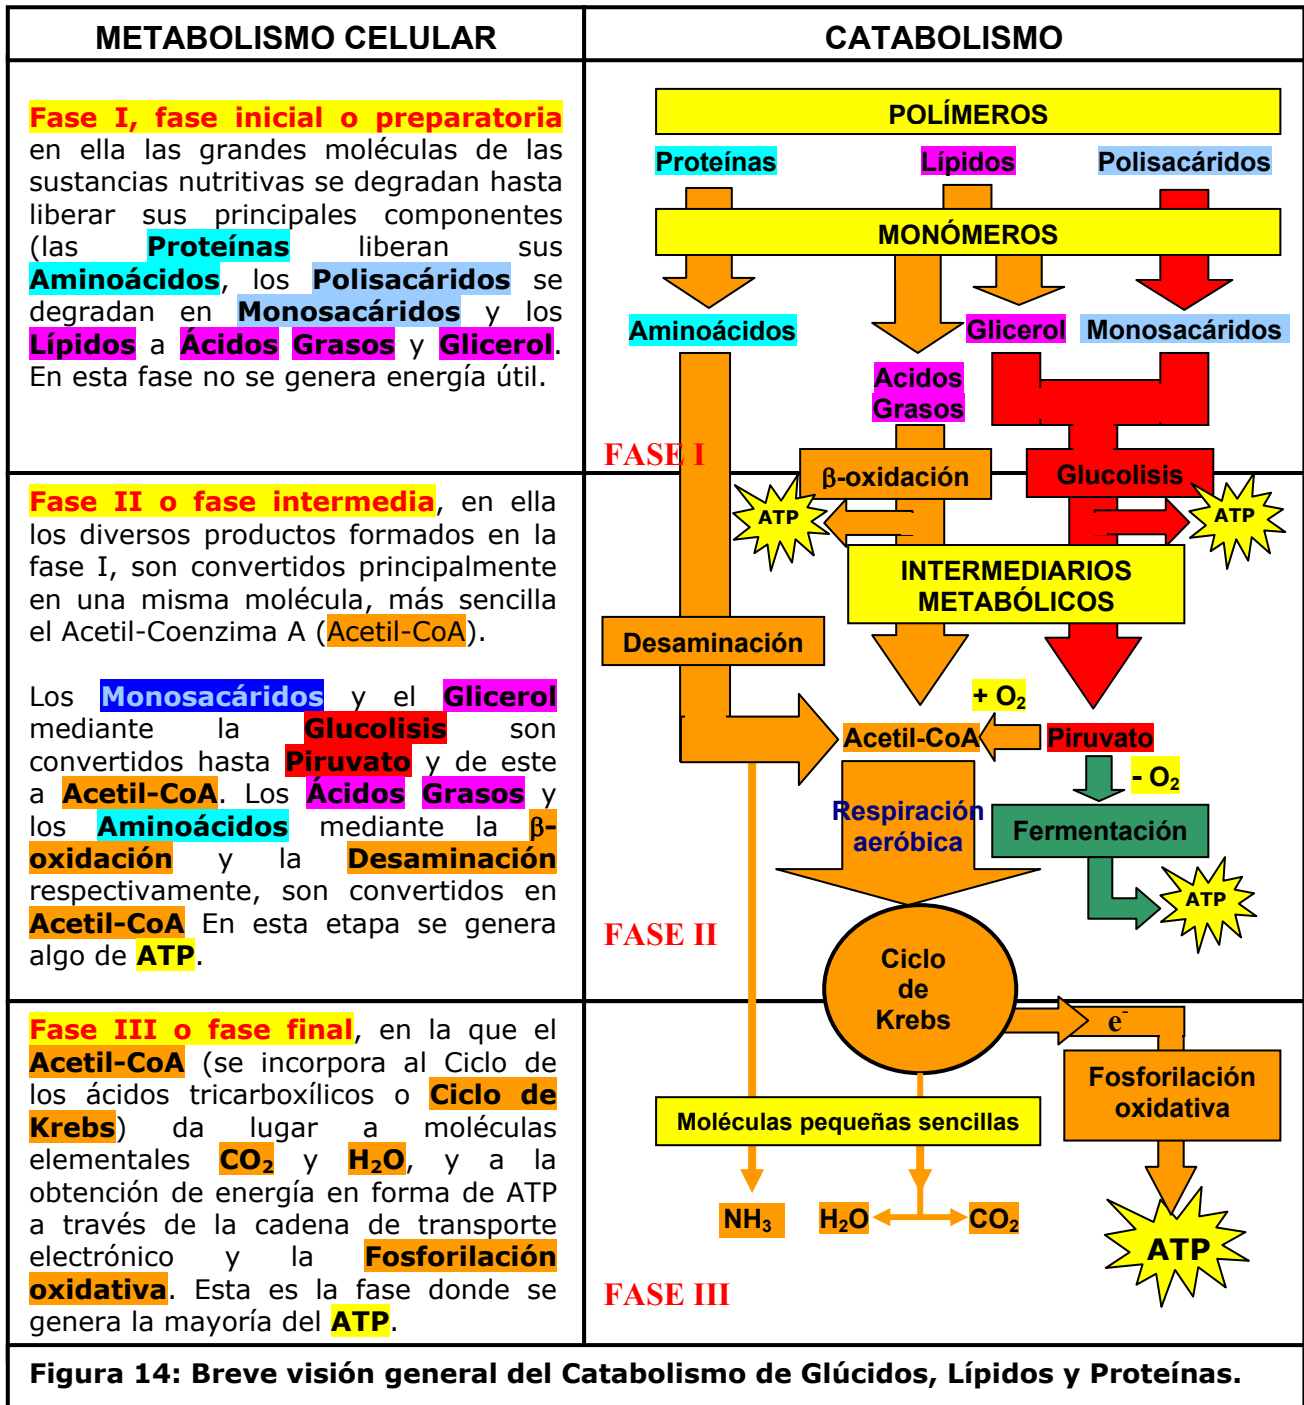 METABOLISMO CELULAR
CATABOLISMO
Fase I, fase inicial o preparatoria
en ella las grandes moléculas de las
sustancias nutritivas se degradan hasta
liberar sus principales componentes
(las Proteínas liberan sus
Aminoácidos, los Polisacáridos se
degradan en Monosacáridos y los
Lípidos a Ácidos Grasos y Glicerol.
En esta fase no se genera energía útil.
POLÍMEROS
Proteínas
Lípidos
Polisacáridos
MONÓMEROS
Aminoácidos
Glicerol
Monosacáridos
Acidos
Grasos
FASE I
Fase II o fase intermedia, en ella
los diversos productos formados en la
fase I, son convertidos principalmente
en una misma molécula, más sencilla
el Acetil-Coenzima A (Acetil-CoA).
Los Monosacáridos y el Glicerol
mediante la Glucolisis son
convertidos hasta Piruvato y de este
a Acetil-CoA. Los Ácidos Grasos y
los Aminoácidos mediante la β-
oxidación y la Desaminación
respectivamente, son convertidos en
Acetil-CoA En esta etapa se genera
algo de ATP.
β-oxidación
Glucolisis
ATP
ATP
INTERMEDIARIOS
METABÓLICOS
Desaminación
+ O₂
Acetil-CoA
Piruvato
- O₂
Respiración
aeróbica
Fermentación
ATP
FASE II
Ciclo
de
Krebs
Fase III o fase final, en la que el
Acetil-CoA (se incorpora al Ciclo de
los ácidos tricarboxílicos o Ciclo de
Krebs) da lugar a moléculas
elementales CO₂ y H₂O, y a la
obtención de energía en forma de ATP
a través de la cadena de transporte
electrónico y la Fosforilación
oxidativa. Esta es la fase donde se
genera la mayoría del ATP.
e⁻
Fosforilación
oxidativa
Moléculas pequeñas sencillas
NH₃
H₂O
CO₂
ATP
FASE III
Figura 14: Breve visión general del Catabolismo de Glúcidos, Lípidos y Proteínas.